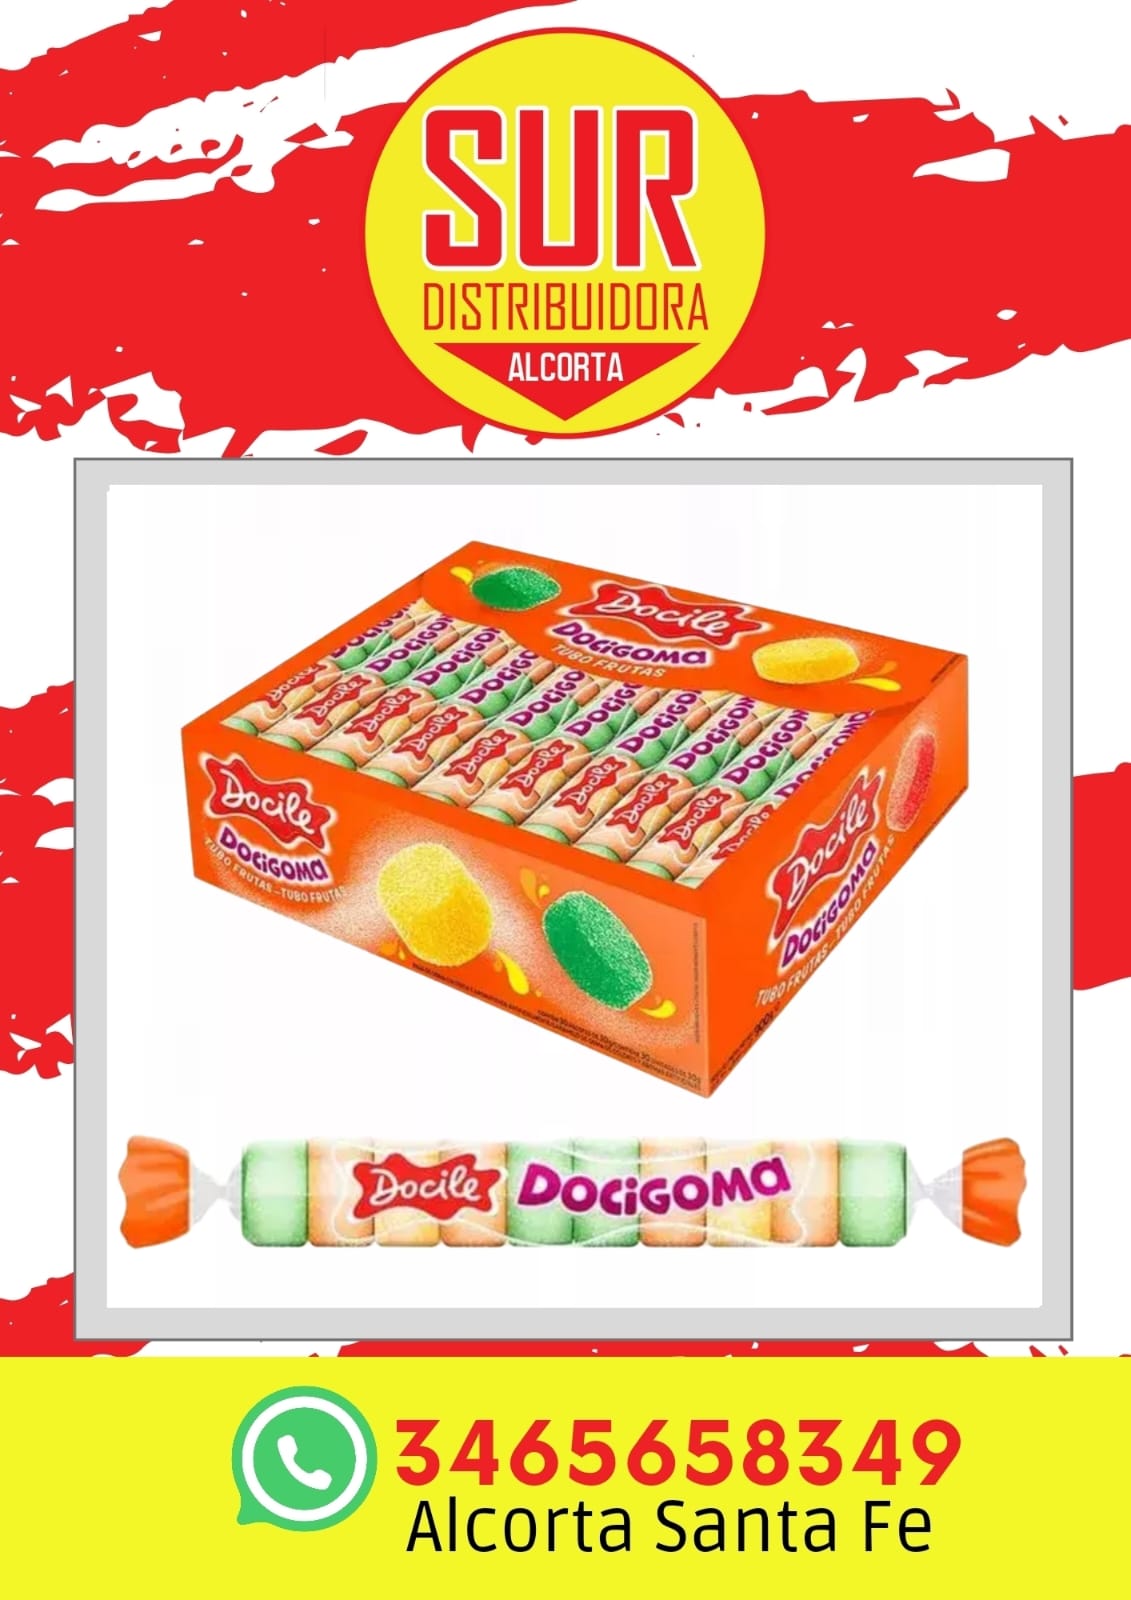 SUR
DISTRIBUIDORA
ALCORTA
Docile
DOCIGOMA
TUBO FRUTAS
Docile
DOCIGOMA
TUBO FRUTAS - TUBO FRUTAS
Docile
DOCIGOMA
TUBO FRUTAS - TUBO FRUTAS
900g
Docile DOCIGOMA
3465658349
Alcorta Santa Fe